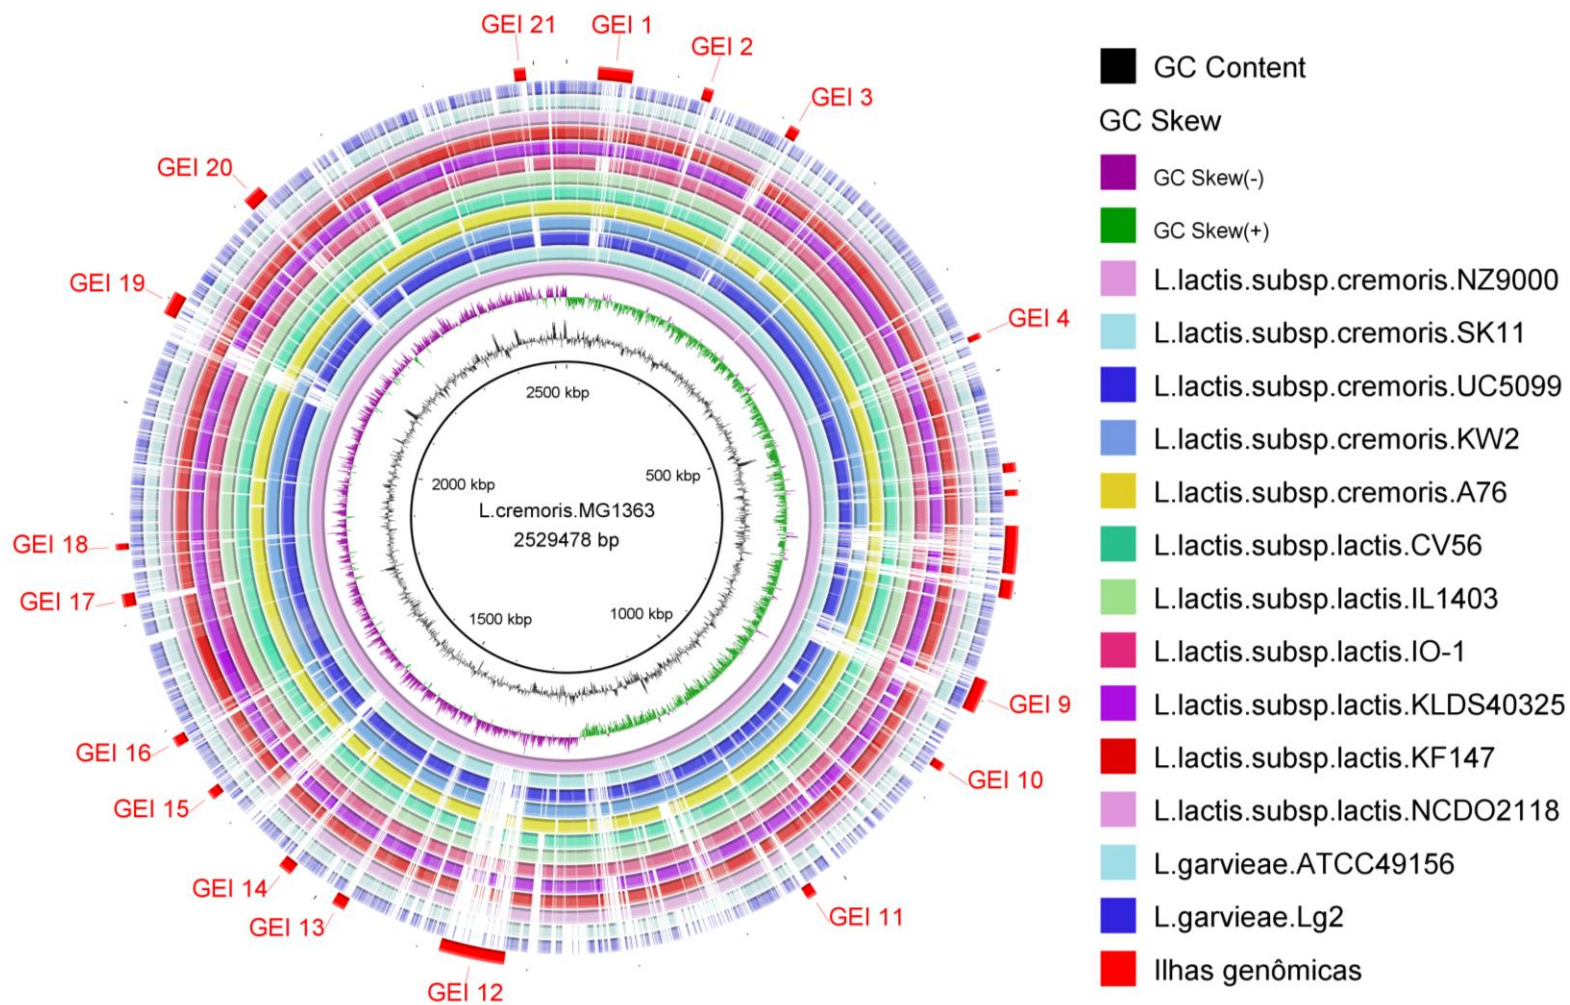 GEI 21
GEI 1
GEI 2
GEI 3
GEI 4
GEI 9
GEI 10
GEI 11
GEI 12
GEI 13
GEI 14
GEI 15
GEI 16
GEI 17
GEI 18
GEI 19
GEI 20
2500 kbp
500 kbp
1000 kbp
1500 kbp
2000 kbp
L.cremoris.MG1363
2529478 bp
GC Content
GC Skew
GC Skew(-)
GC Skew(+)
L.lactis.subsp.cremoris.NZ9000
L.lactis.subsp.cremoris.SK11
L.lactis.subsp.cremoris.UC5099
L.lactis.subsp.cremoris.KW2
L.lactis.subsp.cremoris.A76
L.lactis.subsp.lactis.CV56
L.lactis.subsp.lactis.IL1403
L.lactis.subsp.lactis.IO-1
L.lactis.subsp.lactis.KLDS40325
L.lactis.subsp.lactis.KF147
L.lactis.subsp.lactis.NCDO2118
L.garvieae.ATCC49156
L.garvieae.Lg2
Ilhas genômicas